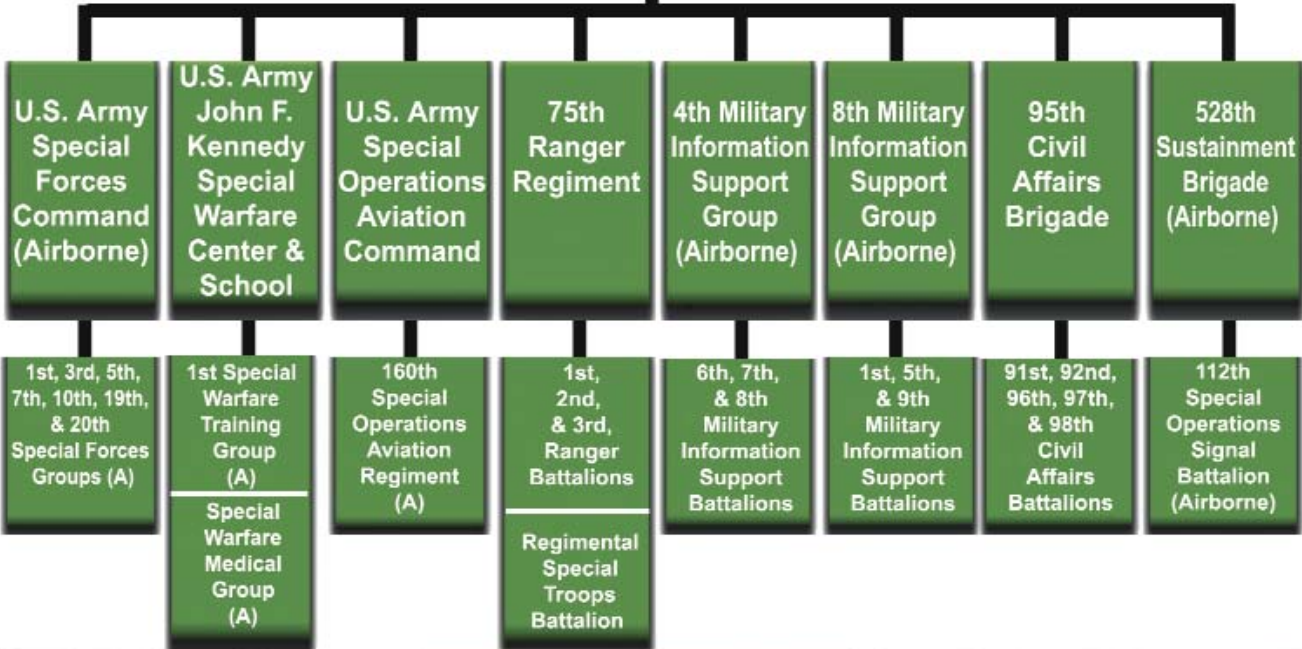 U.S. Army
Special
Forces
Command
(Airborne)
U.S. Army
John F.
Kennedy
Special
Warfare
Center &
School
U.S. Army
Special
Operations
Aviation
Command
75th
Ranger
Regiment
4th Military
Information
Support
Group
(Airborne)
8th Military
Information
Support
Group
(Airborne)
95th
Civil
Affairs
Brigade
528th
Sustainment
Brigade
(Airborne)
1st, 3rd, 5th,
7th, 10th, 19th,
& 20th
Special Forces
Groups (A)
1st Special
Warfare
Training
Group
(A)
Special
Warfare
Medical
Group
(A)
160th
Special
Operations
Aviation
Regiment
(A)
1st,
2nd,
& 3rd,
Ranger
Battalions
Regimental
Special
Troops
Battalion
6th, 7th,
& 8th
Military
Information
Support
Battalions
1st, 5th,
& 9th
Military
Information
Support
Battalions
91st, 92nd,
96th, 97th,
& 98th
Civil
Affairs
Battalions
112th
Special
Operations
Signal
Battalion
(Airborne)